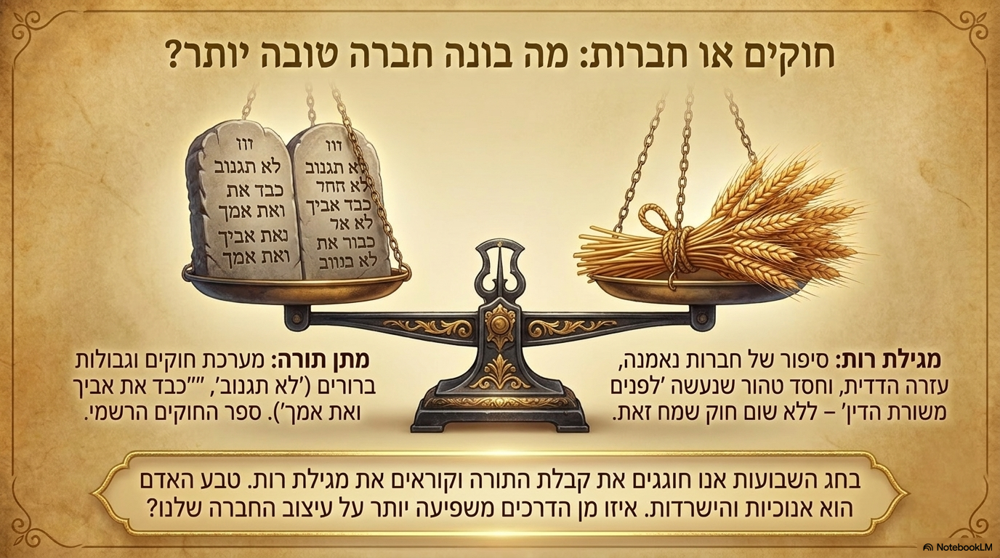 חוקים או חברות: מה בונה חברה טובה יותר?
זוז
לא תגנוב
כבד את
ואת אמך
נאת אביך
ואת אמך
זוז
לא תגנוב
לא חחד
כבד אביך
לא אל
כבור את
לא בנווב
מגילת רות: סיפור של חברות נאמנה,
עזרה הדדית, וחסד טהור שנעשה 'לפנים
משורת הדין' – ללא שום חוק שמח זאת.
מתן תורה: מערכת חוקים וגבולות
ברורים ('לא תגנוב', ""כבד את אביך
ואת אמך'). ספר החוקים הרשמי.
בחג השבועות אנו חוגגים את קבלת התורה וקוראים את מגילת רות. טבע האדם
הוא אנוכיות והישרדות. איזו מן הדרכים משפיעה יותר על עיצוב החברה שלנו?
NotebookLM